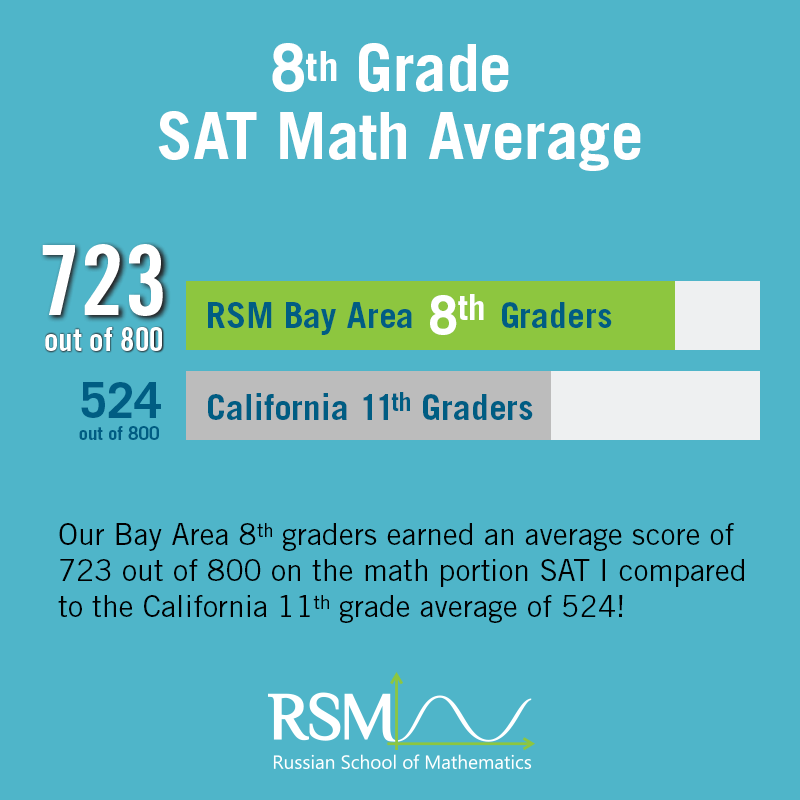 8th Grade
SAT Math Average
723
out of 800
RSM Bay Area 8th Graders
524
out of 800
California 11th Graders
Our Bay Area 8th graders earned an average score of
723 out of 800 on the math portion SAT I compared
to the California 11th grade average of 524!
RSM
Russian School of Mathematics